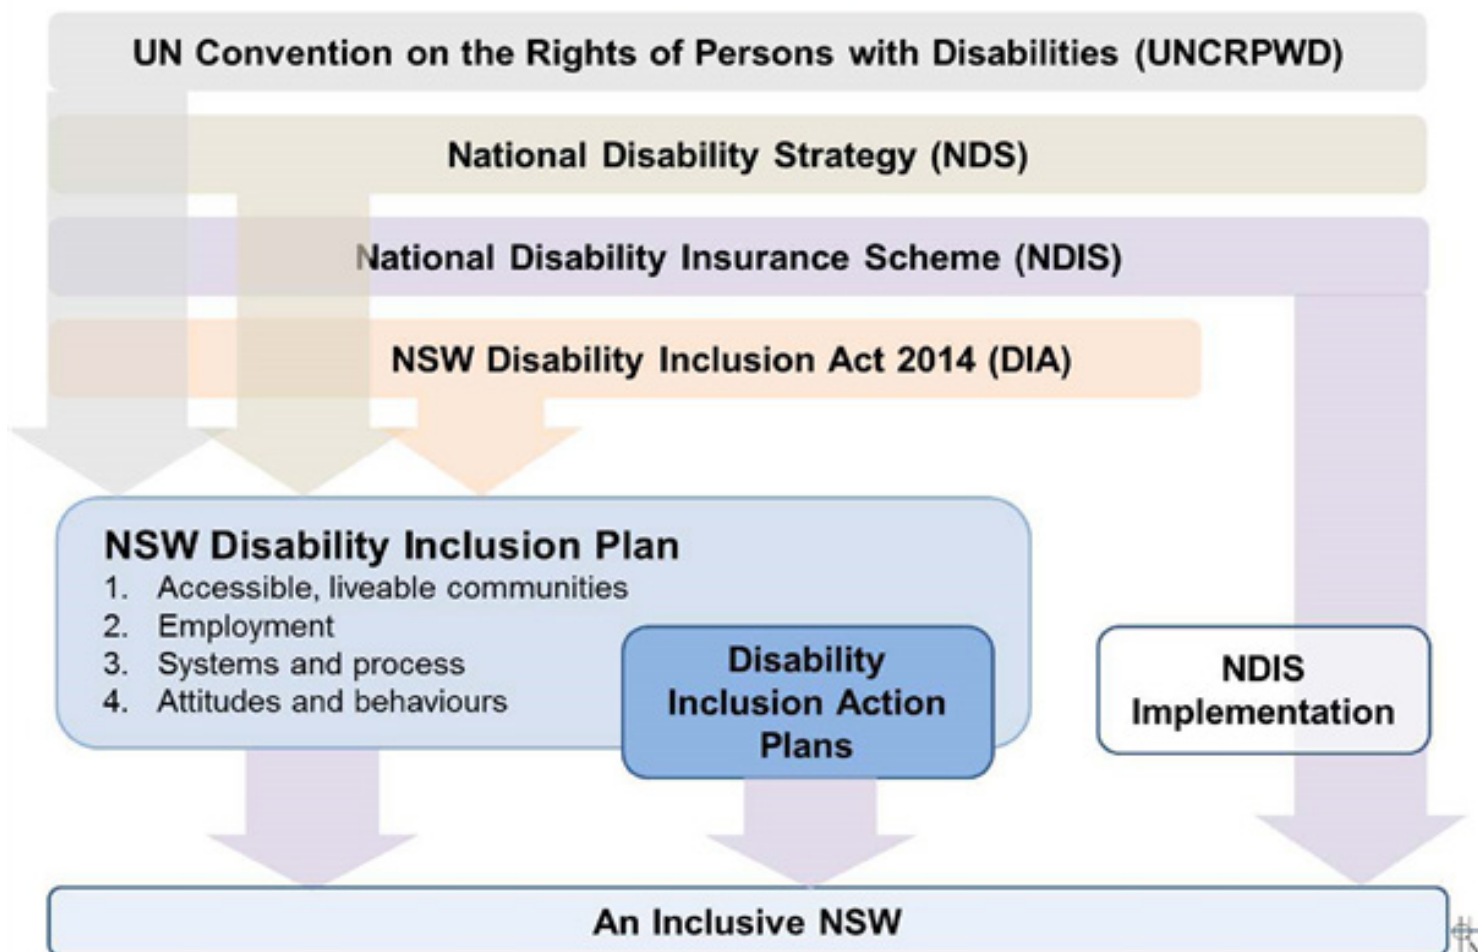 UN Convention on the Rights of Persons with Disabilities (UNCRPWD)
National Disability Strategy (NDS)
National Disability Insurance Scheme (NDIS)
NSW Disability Inclusion Act 2014 (DIA)
NSW Disability Inclusion Plan
1. Accessible, liveable communities
2. Employment
3. Systems and process
4. Attitudes and behaviours
Disability
Inclusion Action
Plans
NDIS
Implementation
An Inclusive NSW